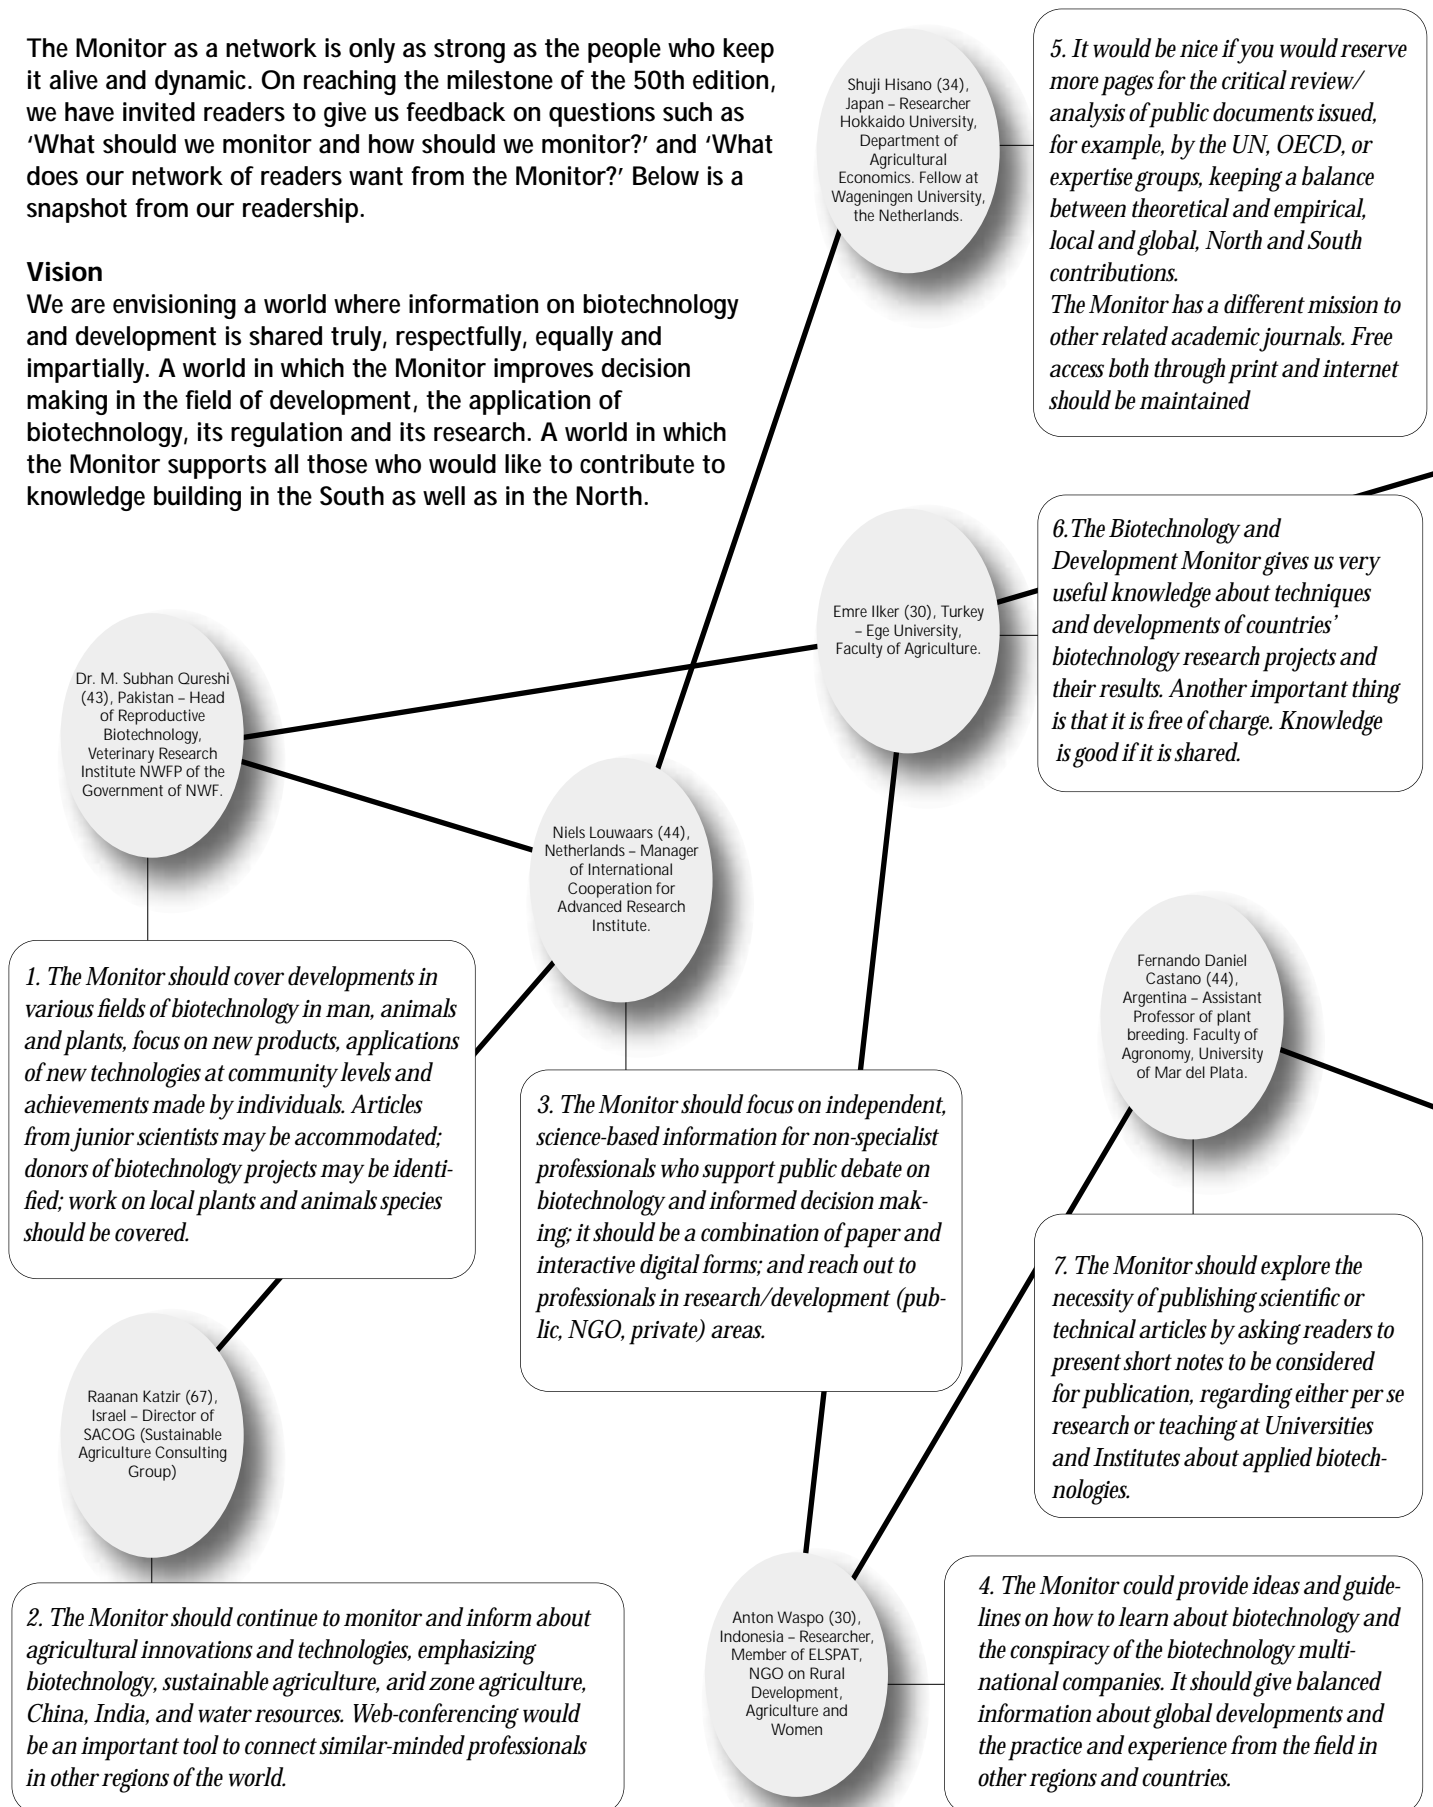 The Monitor as a network is only as strong as the people who keep
it alive and dynamic. On reaching the milestone of the 50th edition,
we have invited readers to give us feedback on questions such as
‘What should we monitor and how should we monitor?’ and ‘What
does our network of readers want from the Monitor?’ Below is a
snapshot from our readership.
Vision
We are envisioning a world where information on biotechnology
and development is shared truly, respectfully, equally and
impartially. A world in which the Monitor improves decision
making in the field of development, the application of
biotechnology, its regulation and its research. A world in which
the Monitor supports all those who would like to contribute to
knowledge building in the South as well as in the North.
Shuji Hisano (34),
Japan – Researcher
Hokkaido University,
Department of
Agricultural
Economics. Fellow at
Wageningen University,
the Netherlands.
5. It would be nice if you would reserve
more pages for the critical review/
analysis of public documents issued,
for example, by the UN, OECD, or
expertise groups, keeping a balance
between theoretical and empirical,
local and global, North and South
contributions.
The Monitor has a different mission to
other related academic journals. Free
access both through print and internet
should be maintained
Emre Ilker (30), Turkey
– Ege University,
Faculty of Agriculture.
6.The Biotechnology and
Development Monitor gives us very
useful knowledge about techniques
and developments of countries’
biotechnology research projects and
their results. Another important thing
is that it is free of charge. Knowledge
is good if it is shared.
Dr. M. Subhan Qureshi
(43), Pakistan – Head
of Reproductive
Biotechnology,
Veterinary Research
Institute NWFP of the
Government of NWF.
Niels Louwaars (44),
Netherlands – Manager
of International
Cooperation for
Advanced Research
Institute.
Fernando Daniel
Castano (44),
Argentina – Assistant
Professor of plant
breeding. Faculty of
Agronomy, University
of Mar del Plata.
1. The Monitor should cover developments in
various fields of biotechnology in man, animals
and plants, focus on new products, applications
of new technologies at community levels and
achievements made by individuals. Articles
from junior scientists may be accommodated;
donors of biotechnology projects may be identi-
fied; work on local plants and animals species
should be covered.
3. The Monitor should focus on independent,
science-based information for non-specialist
professionals who support public debate on
biotechnology and informed decision mak-
ing; it should be a combination of paper and
interactive digital forms; and reach out to
professionals in research/development (pub-
lic, NGO, private) areas.
7. The Monitor should explore the
necessity of publishing scientific or
technical articles by asking readers to
present short notes to be considered
for publication, regarding either per se
research or teaching at Universities
and Institutes about applied biotech-
nologies.
Raanan Katzir (67),
Israel – Director of
SACOG (Sustainable
Agriculture Consulting
Group)
2. The Monitor should continue to monitor and inform about
agricultural innovations and technologies, emphasizing
biotechnology, sustainable agriculture, arid zone agriculture,
China, India, and water resources. Web-conferencing would
be an important tool to connect similar-minded professionals
in other regions of the world.
Anton Waspo (30),
Indonesia – Researcher,
Member of ELSPAT,
NGO on Rural
Development,
Agriculture and
Women
4. The Monitor could provide ideas and guide-
lines on how to learn about biotechnology and
the conspiracy of the biotechnology multi-
national companies. It should give balanced
information about global developments and
the practice and experience from the field in
other regions and countries.